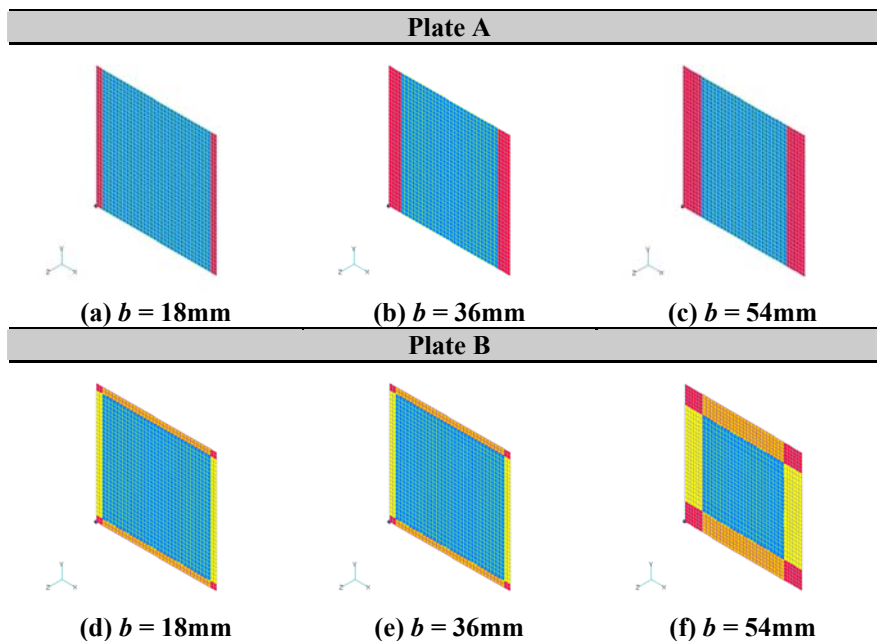 Plate A
(a) b = 18mm (b) b = 36mm (c) b = 54mm
Plate B
(d) b = 18mm (e) b = 36mm (f) b = 54mm